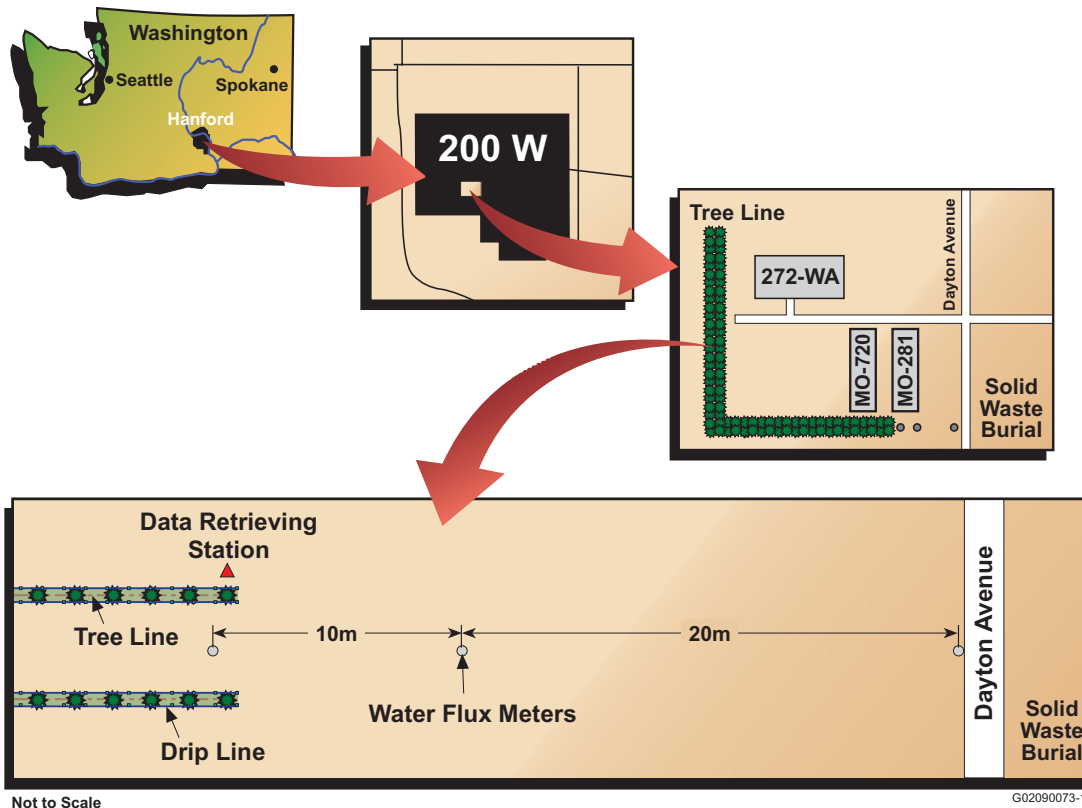 Washington
Seattle
Spokane
Hanford
200 W
Tree Line
272-WA
Dayton Avenue
MO-720
MO-281
Solid
Waste
Burial
Data Retrieving
Station
Tree Line
10m
20m
Water Flux Meters
Drip Line
Dayton Avenue
Solid
Waste
Burial
Not to Scale